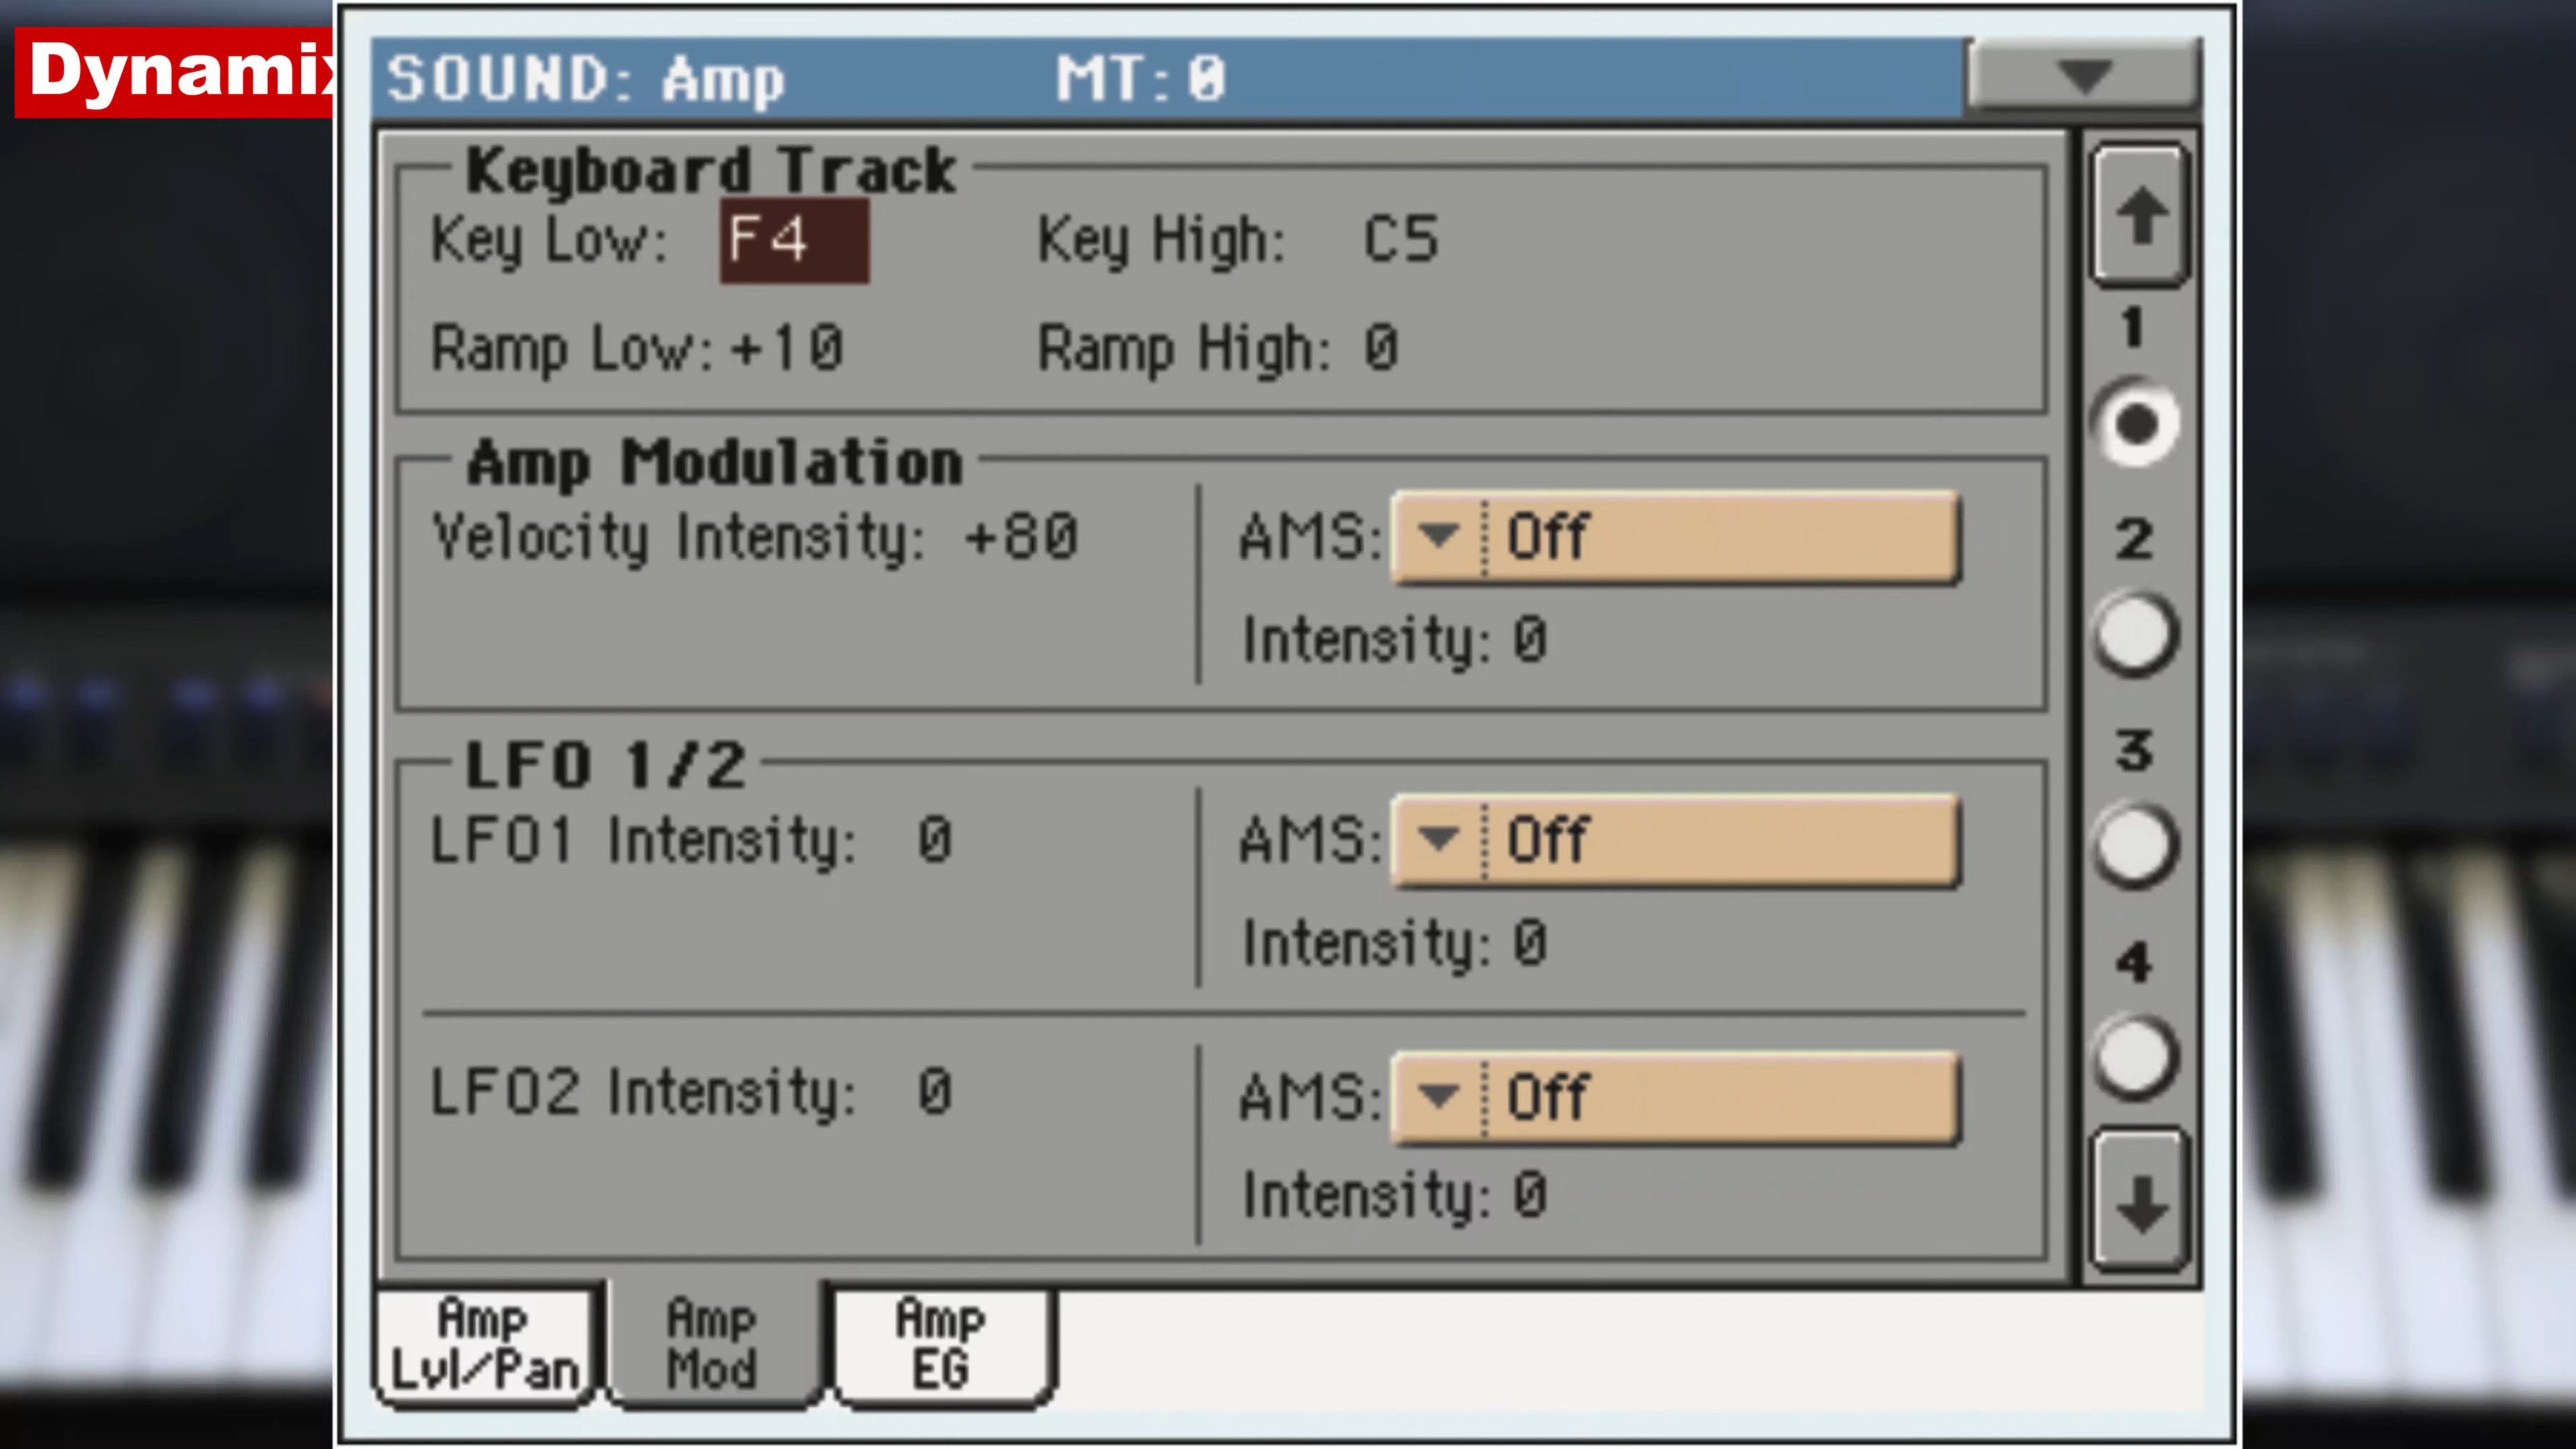 Dynamix
SOUND: Amp MT: 0
Keyboard Track
Key Low: F4 Key High: C5
Ramp Low: +10 Ramp High: 0
1
Amp Modulation
Velocity Intensity: +80 AMS: Off
2
Intensity: 0
LFO 1/2
3
LFO1 Intensity: 0 AMS: Off
Intensity: 0
4
LFO2 Intensity: 0 AMS: Off
Intensity: 0
Amp Lvl/Pan
Amp Mod
Amp EG